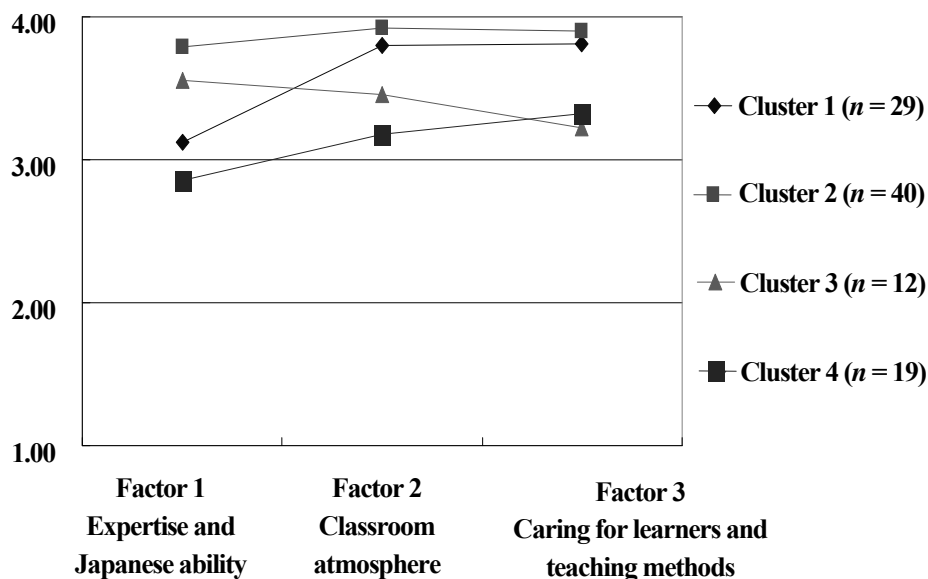 4.00
3.00
2.00
1.00
Cluster 1 (n = 29)
Cluster 2 (n = 40)
Cluster 3 (n = 12)
Cluster 4 (n = 19)
Factor 1
Expertise and
Japanese ability
Factor 2
Classroom
atmosphere
Factor 3
Caring for learners and
teaching methods